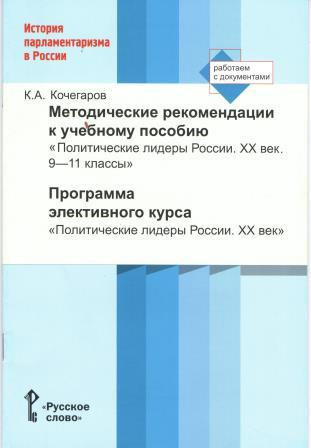 История
парламентаризма
в России
работаем
с документами
К.А. Кочегаров
Методические рекомендации
к учебному пособию
«Политические лидеры России. XX век.
9—11 классы»
Программа
элективного курса
«Политические лидеры России. XX век»
«Русское
слово»